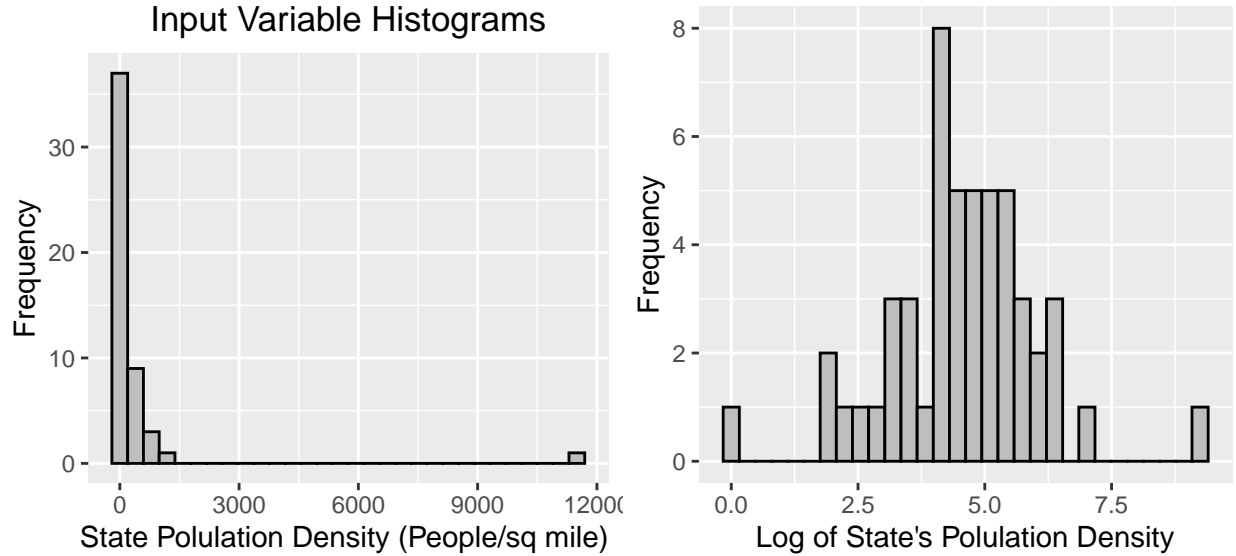 Input Variable Histograms
Frequency
30
20
10
0
0 3000 6000 9000 12000
State Polulation Density (People/sq mile)
Frequency
8
6
4
2
0
0.0 2.5 5.0 7.5
Log of State's Polulation Density